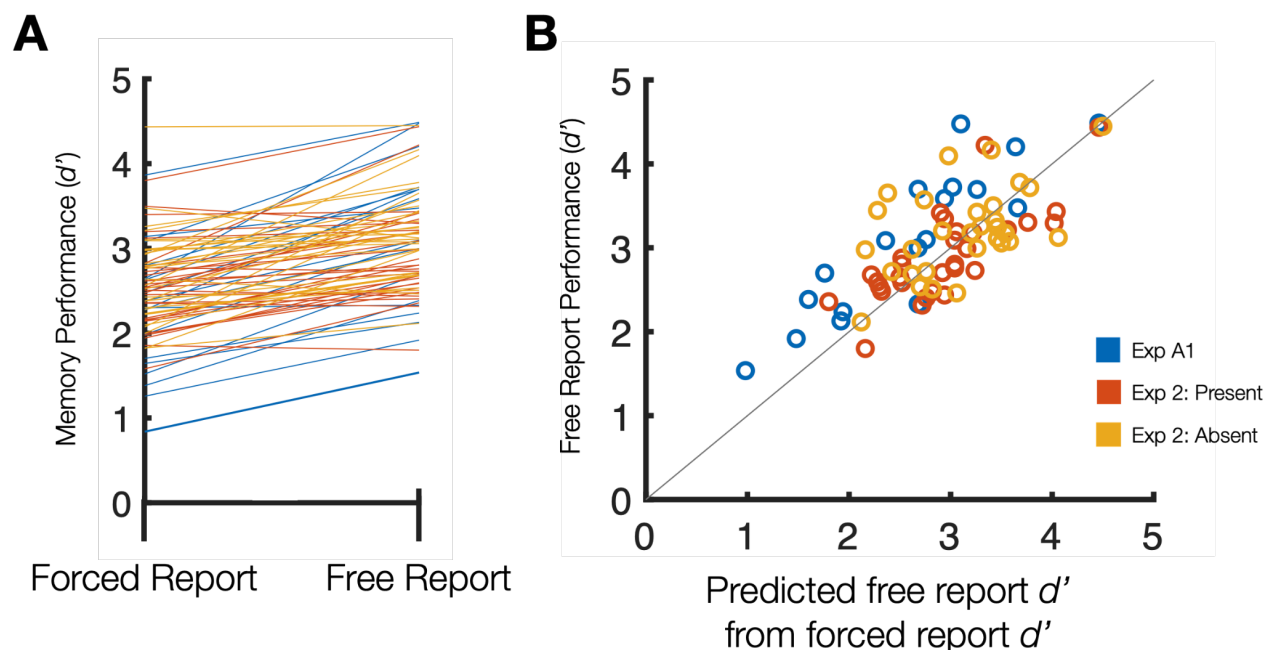 A
B
5
4
3
2
1
0
Memory Performance (d’)
Forced Report
Free Report
5
4
3
2
1
0
Free Report Performance (d’)
Exp A1
Exp 2: Present
Exp 2: Absent
0 1 2 3 4 5
Predicted free report d’
from forced report d’